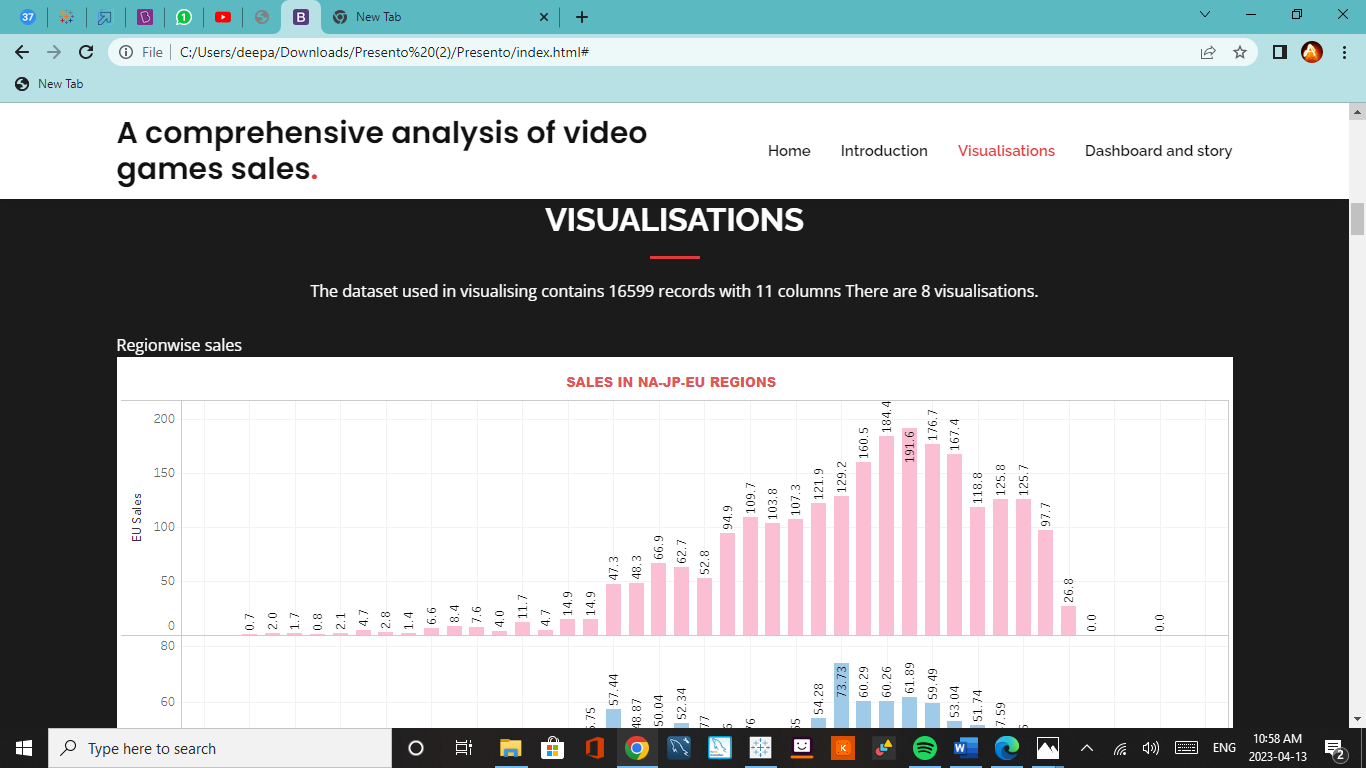 37
1
B
New Tab
File
C:/Users/deepa/Downloads/Presento%20(2)/Presento/index.html#
New Tab
A comprehensive analysis of video
games sales.
Home Introduction Visualisations Dashboard and story
VISUALISATIONS
The dataset used in visualising contains 16599 records with 11 columns There are 8 visualisations.
Regionwise sales
SALES IN NA-JP-EU REGIONS
EU Sales
200
150
100
50
0
0.7 2.0 1.7 0.8 2.1 4.7 2.8 1.4 6.6 8.4 7.6 4.0 11.7 4.7 14.9 14.9 47.3 48.3 66.9 62.7 52.8 94.9 109.7 103.8 107.3 121.9 129.2 160.5 184.4 191.6 176.7 167.4 118.8 125.8 125.7 97.7 26.8 0.0 0.0
80
60
57.44 48.87 50.04 52.34 54.28 73.73 60.29 60.26 61.89 59.49 53.04 51.74
Type here to search
W
ENG
10:58 AM
2023-04-13
2